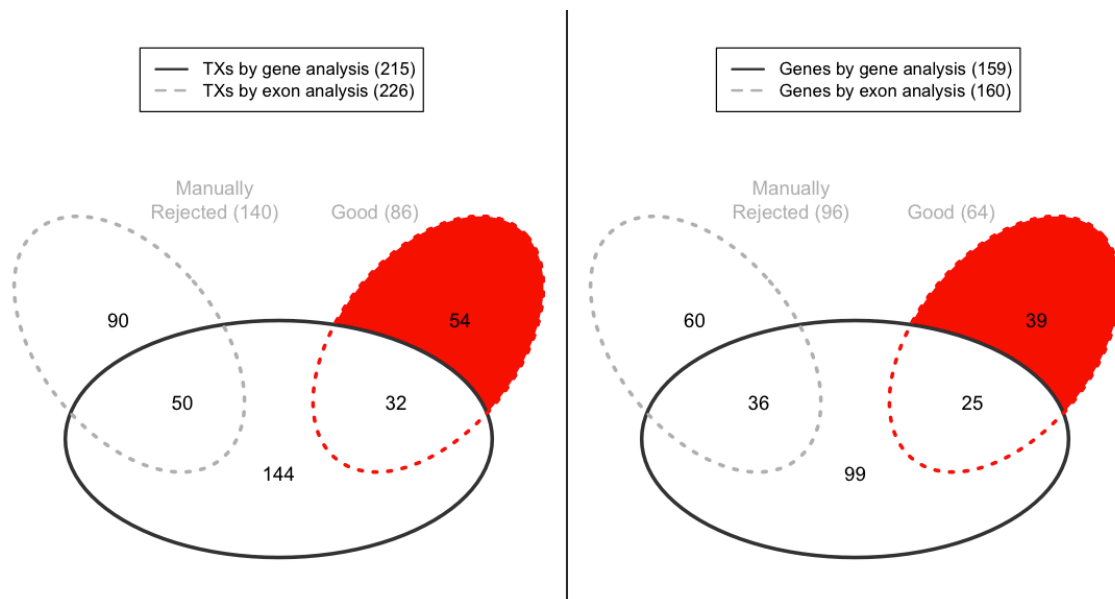 TXs by gene analysis (215)
TXs by exon analysis (226)
Manually
Rejected (140)
Good (86)
90
54
50
32
144
Genes by gene analysis (159)
Genes by exon analysis (160)
Manually
Rejected (96)
Good (64)
60
39
36
25
99